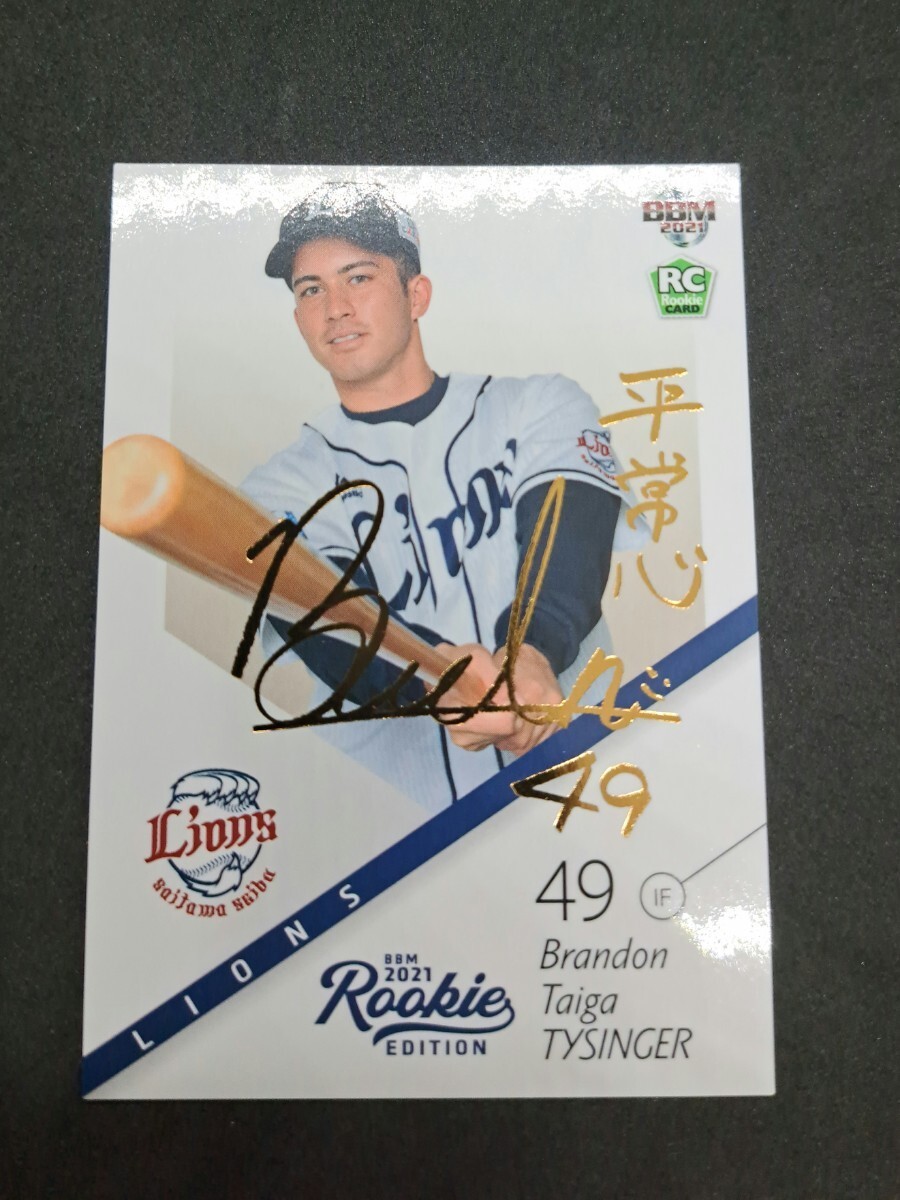 BBM
2021
RC
Rookie
CARD
平常心
Lions
49
Lions
saitama seibu
LIONS
49 IF
Brandon
Taiga
TYSINGER
BBM
2021
Rookie
EDITION